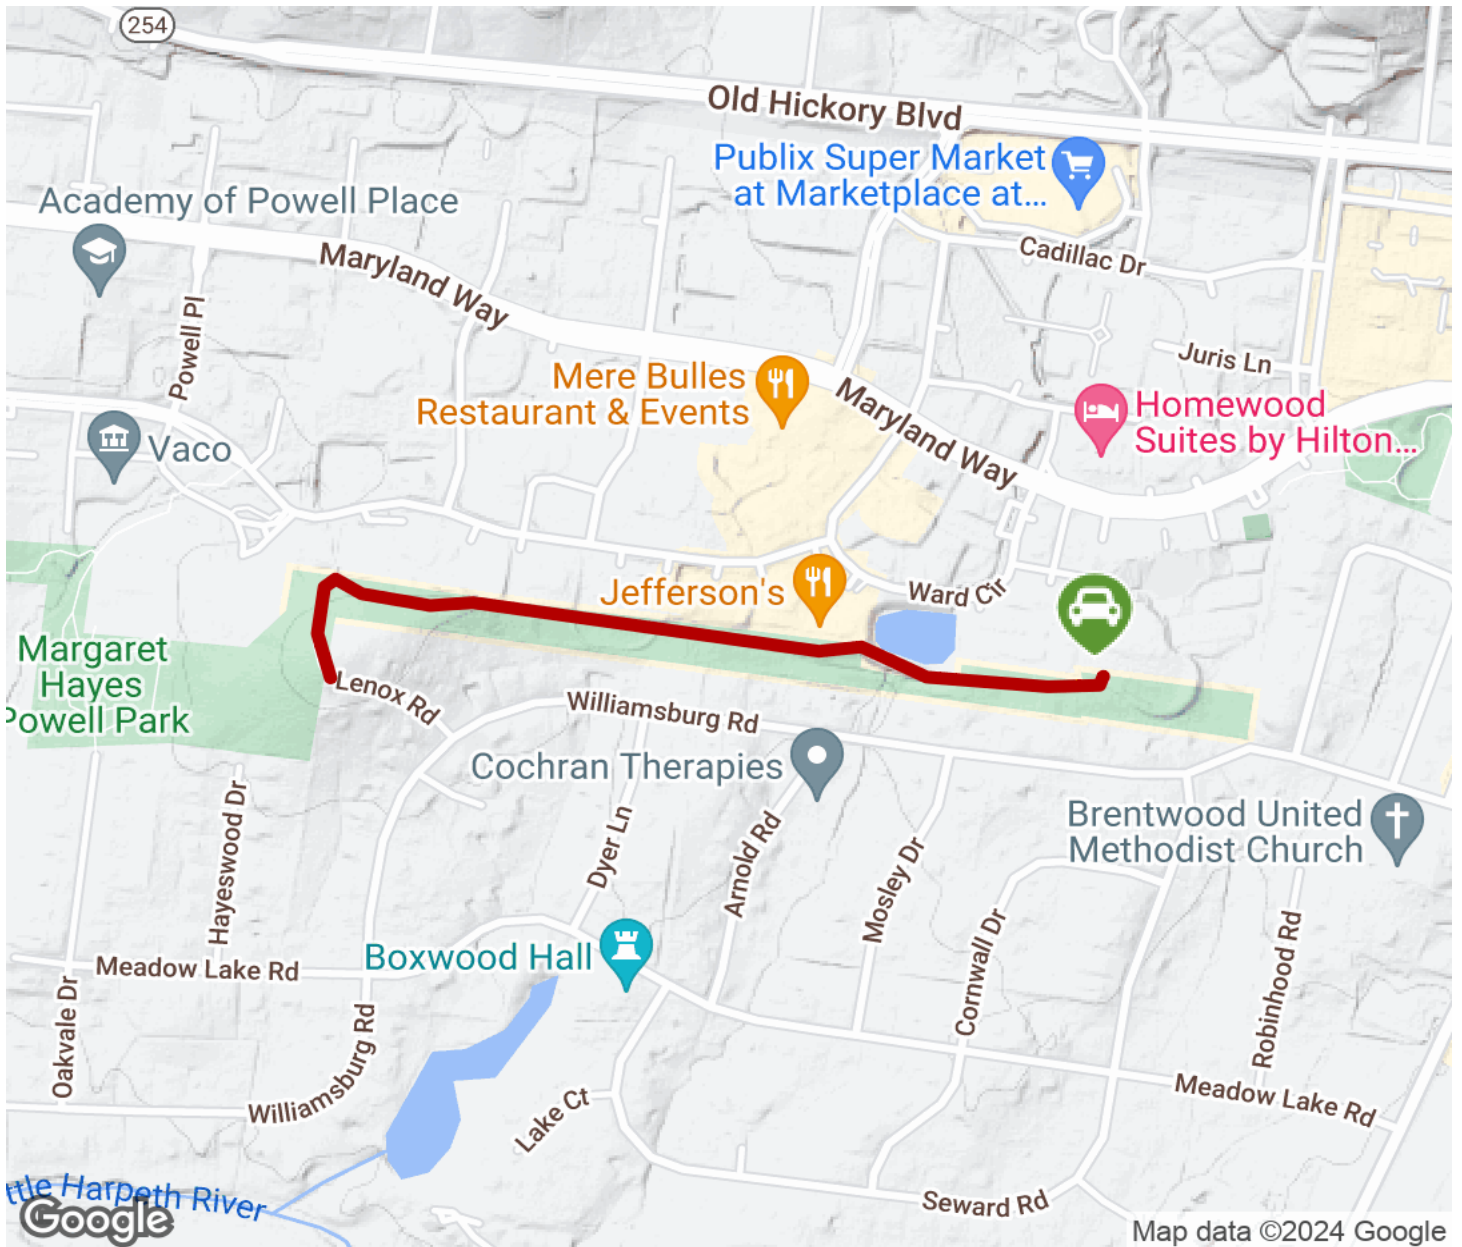 254
Old Hickory Blvd
Publix Super Market
at Marketplace at...
Academy of Powell Place
Cadillac Dr
Maryland Way
Powell Pl
Juris Ln
Mere Bulles
Restaurant & Events
Maryland Way
Homewood
Suites by Hilton...
Vaco
Jefferson's
Ward Cir
Margaret
Hayes
Powell Park
Lenox Rd
Williamsburg Rd
Cochran Therapies
Brentwood United
Methodist Church
Hayeswood Dr
Dyer Ln
Arnold Rd
Mosley Dr
Cornwall Dr
Robinhood Rd
Boxwood Hall
Meadow Lake Rd
Oakvale Dr
Williamsburg Rd
Lake Ct
Meadow Lake Rd
ttle Harpeth River
Seward Rd
Google
Map data ©2024 Google